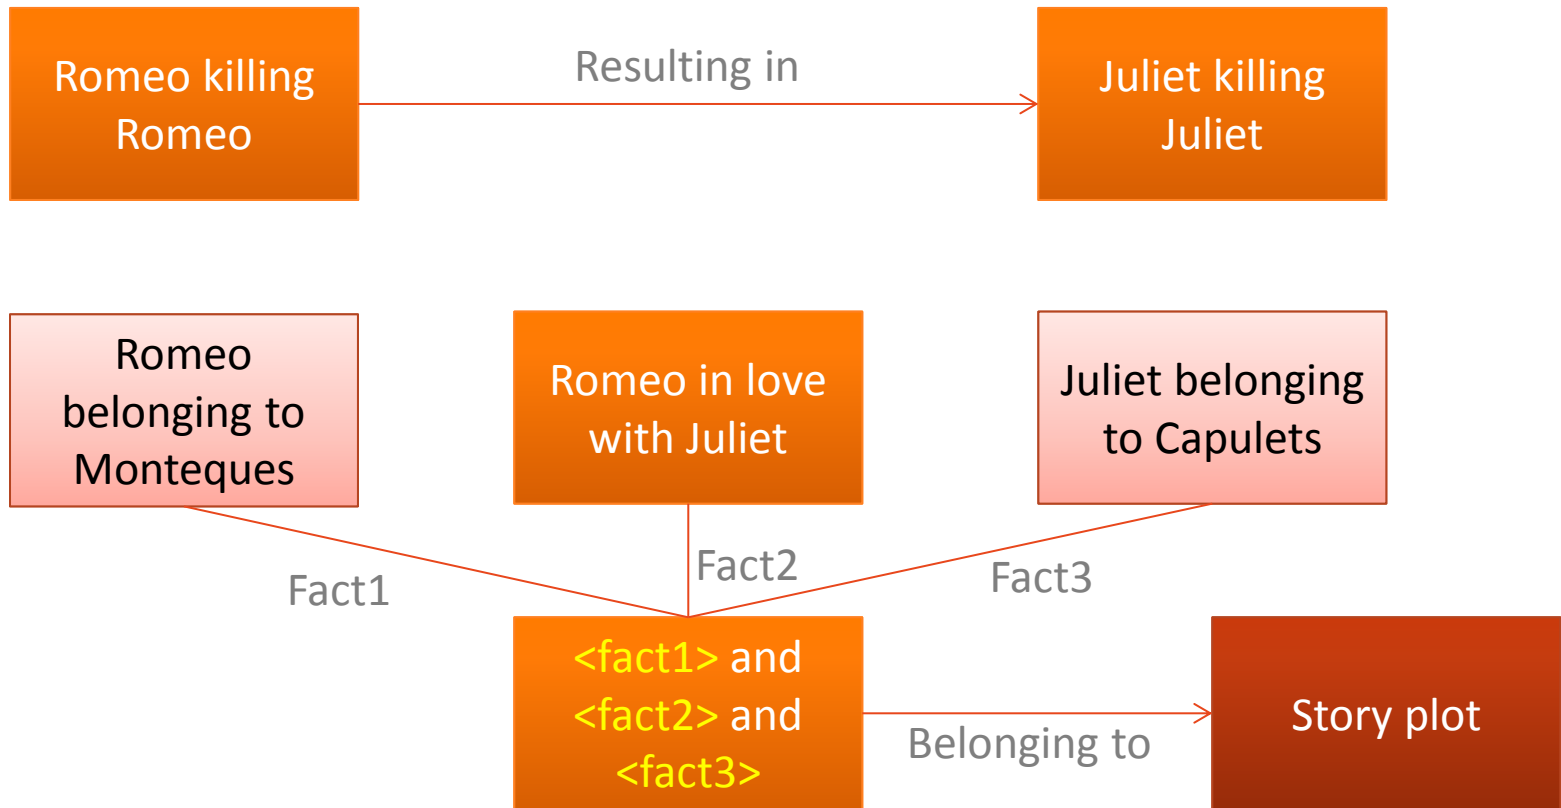 Romeo killing
Romeo
Resulting in
Juliet killing
Juliet
Romeo
belonging to
Monteques
Romeo in love
with Juliet
Juliet belonging
to Capulets
Fact1
Fact2
Fact3
<fact1> and
<fact2> and
<fact3>
Belonging to
Story plot